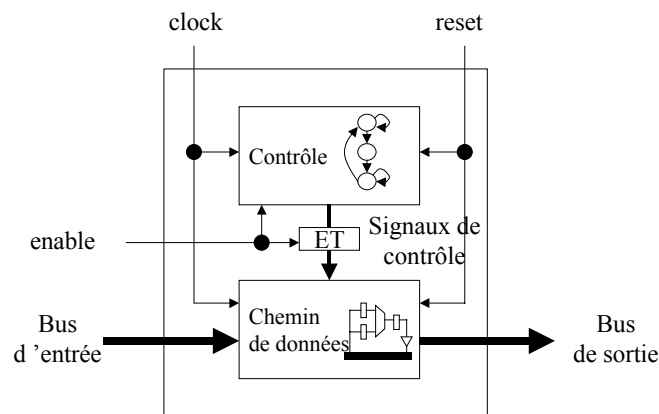 clock
reset
Contrôle
enable
ET
Signaux de
contrôle
Bus
d ’entrée
Chemin
de données
Bus
de sortie